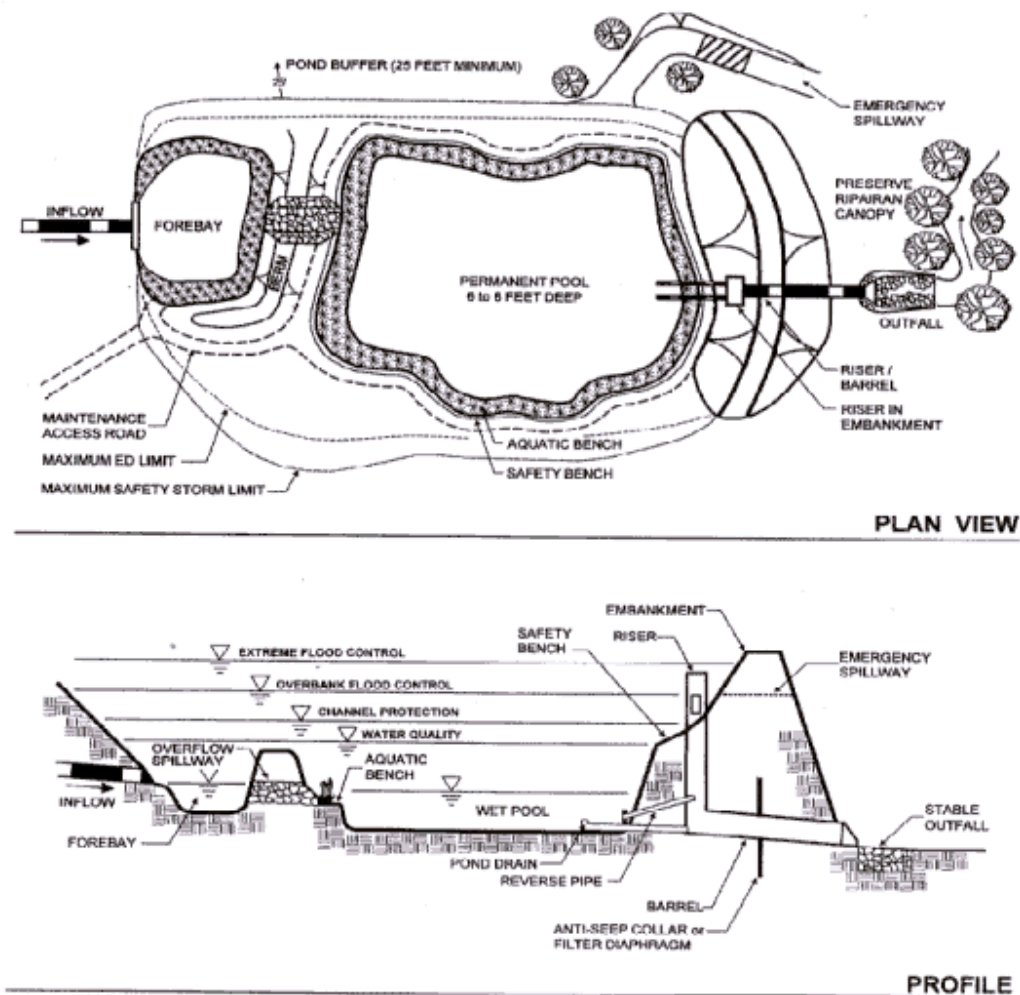 POND BUFFER (25 FEET MINIMUM)
25'
EMERGENCY
SPILLWAY
PRESERVE
RIPAIRAN
CANOPY
INFLOW
FOREBAY
BERM
PERMANENT POOL
6 to 8 FEET DEEP
OUTFALL
RISER /
BARREL
RISER IN
EMBANKMENT
MAINTENANCE
ACCESS ROAD
AQUATIC BENCH
MAXIMUM ED LIMIT
SAFETY BENCH
MAXIMUM SAFETY STORM LIMIT
PLAN VIEW
EMBANKMENT
SAFETY
BENCH
RISER
EXTREME FLOOD CONTROL
EMERGENCY
SPILLWAY
OVERBANK FLOOD CONTROL
CHANNEL PROTECTION
WATER QUALITY
OVERFLOW
SPILLWAY
AQUATIC
BENCH
INFLOW
WET POOL
STABLE
OUTFALL
FOREBAY
POND DRAIN
REVERSE PIPE
BARREL
ANTI-SEEP COLLAR or
FILTER DIAPHRAGM
PROFILE